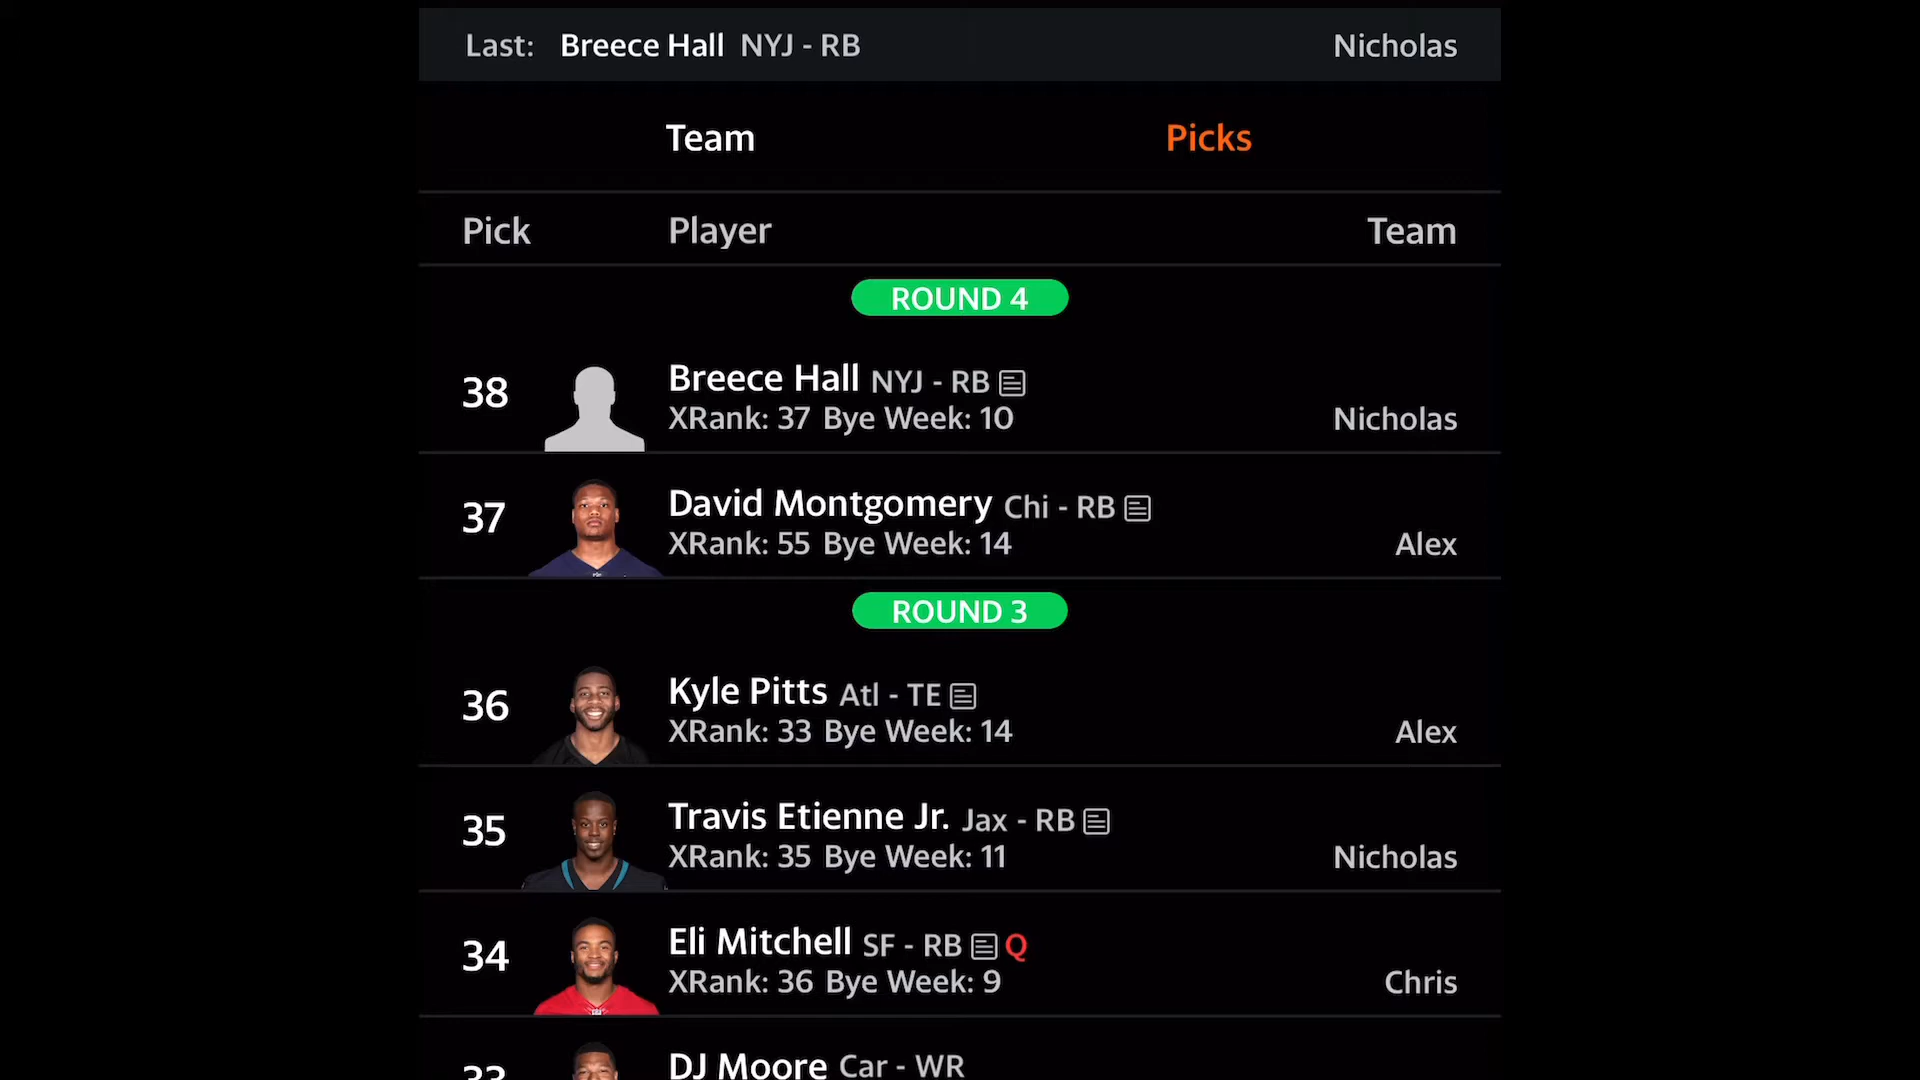 Last: Breece Hall NYJ - RB Nicholas
Team Picks
Pick Player Team
ROUND 4
38 Breece Hall NYJ - RB
XRank: 37 Bye Week: 10 Nicholas
37 David Montgomery Chi - RB
XRank: 55 Bye Week: 14 Alex
ROUND 3
36 Kyle Pitts Atl - TE
XRank: 33 Bye Week: 14 Alex
35 Travis Etienne Jr. Jax - RB
XRank: 35 Bye Week: 11 Nicholas
34 Eli Mitchell SF - RB Q
XRank: 36 Bye Week: 9 Chris
33 DJ Moore Car - WR